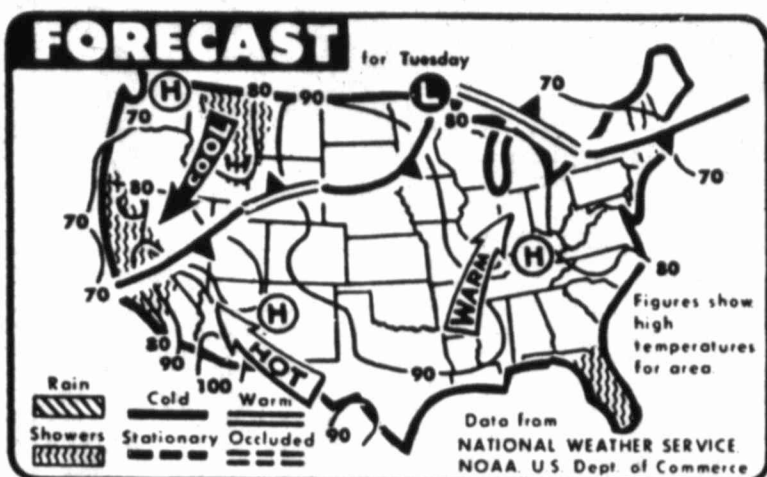 FORECAST for Tuesday
H 80 90 L 70
70 80
COOL
80 70
70
70 H 80
WARM
H
80 HOT
90
100 90
90
Figures show
high
temperatures
for area.
Rain Cold Warm
Showers Stationary Occluded
Data from
NATIONAL WEATHER SERVICE.
NOAA. U.S. Dept. of Commerce